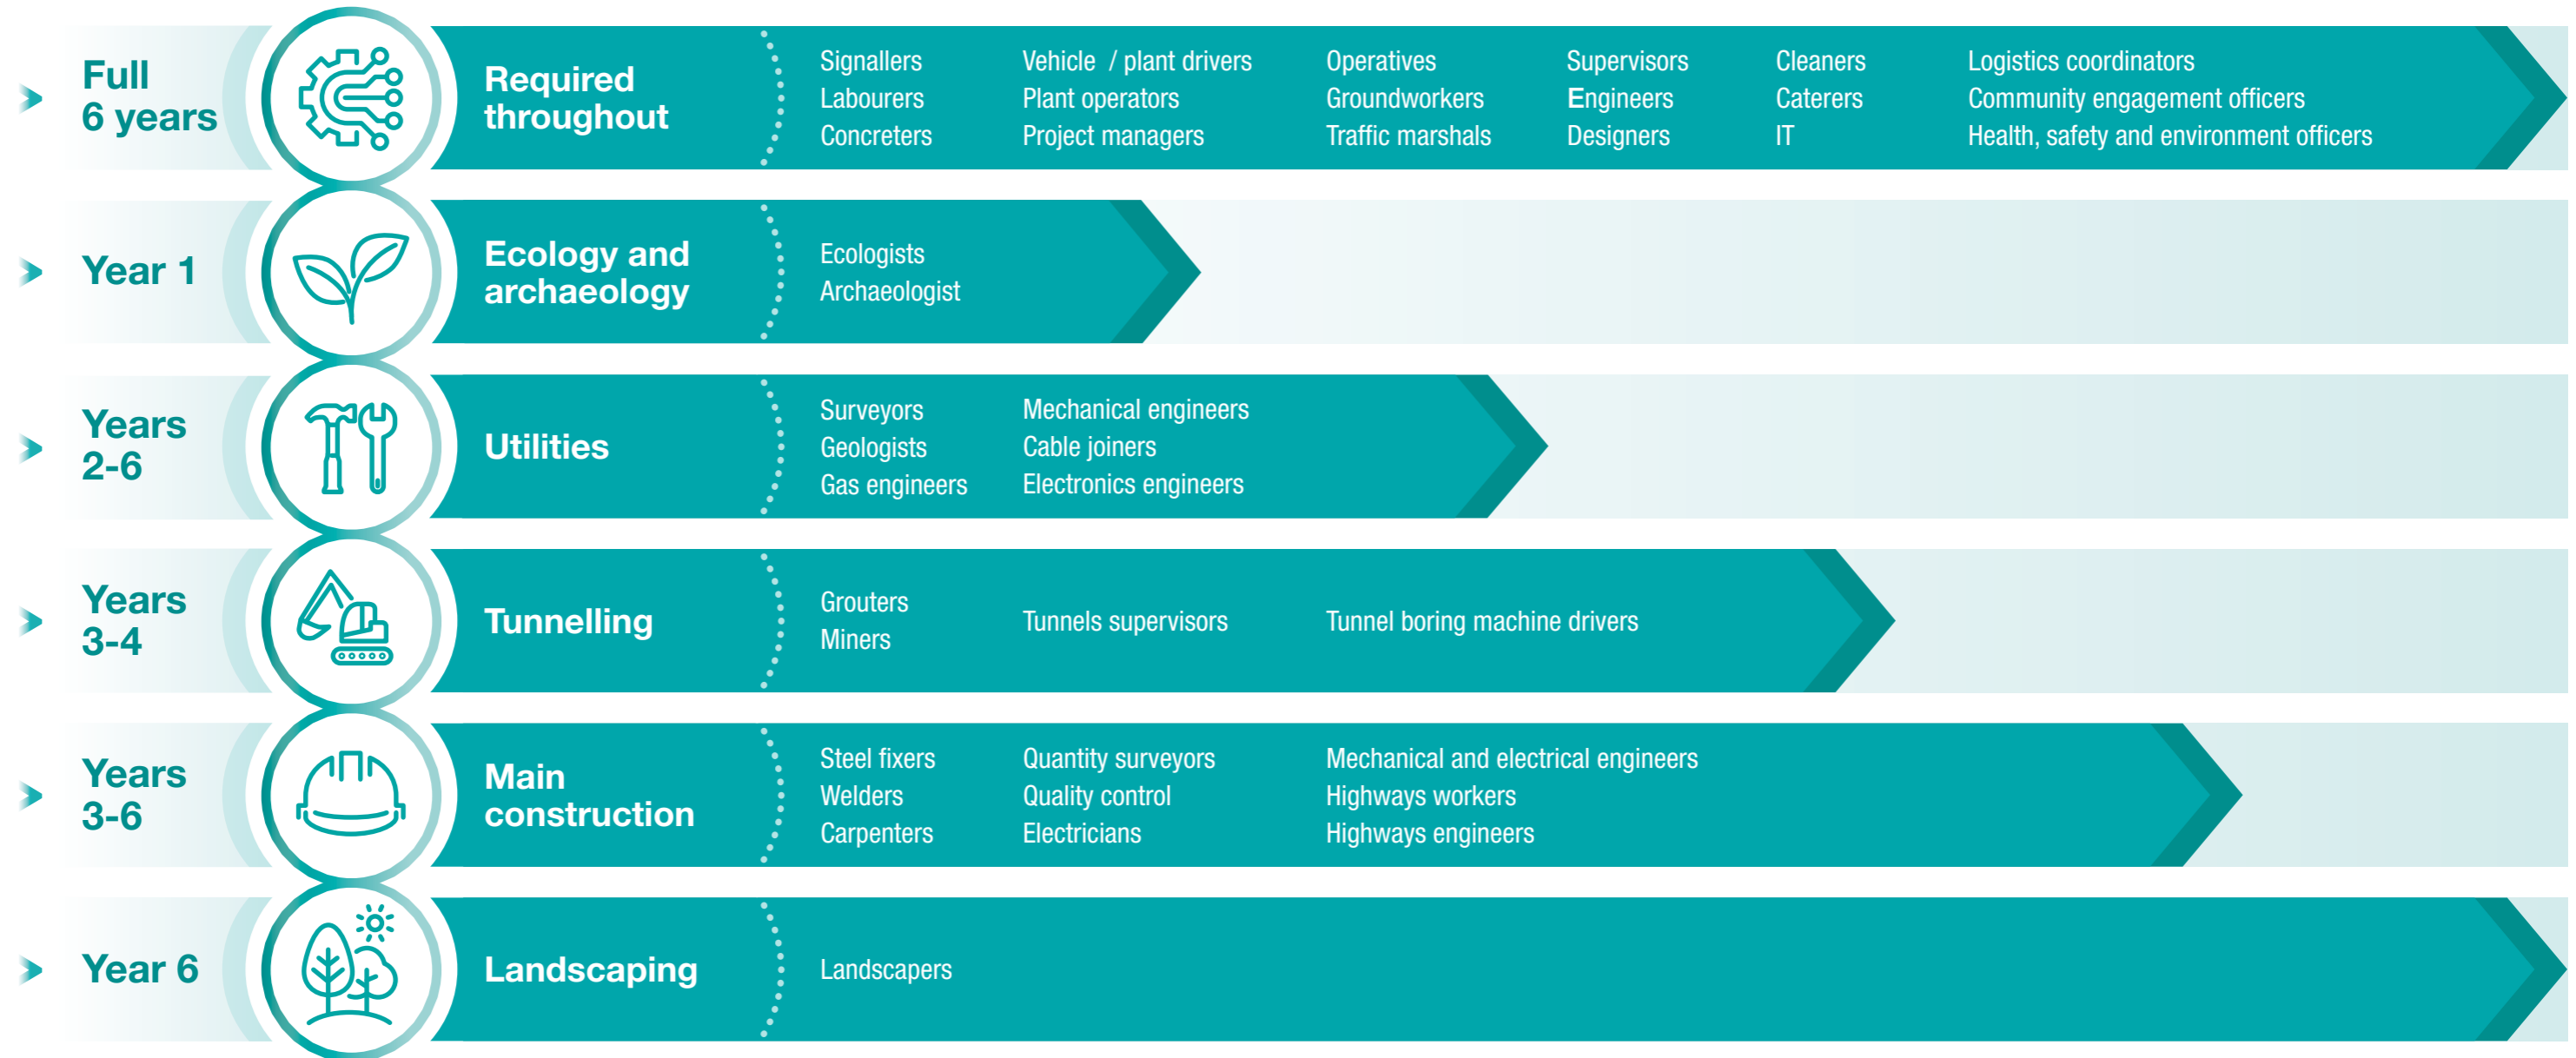 Full
6 years
Required
throughout
Signallers
Labourers
Concreters
Vehicle / plant drivers
Plant operators
Project managers
Operatives
Groundworkers
Traffic marshals
Supervisors
Engineers
Designers
Cleaners
Caterers
IT
Logistics coordinators
Community engagement officers
Health, safety and environment officers
Year 1
Ecology and
archaeology
Ecologists
Archaeologist
Years
2-6
Utilities
Surveyors
Geologists
Gas engineers
Mechanical engineers
Cable joiners
Electronics engineers
Years
3-4
Tunnelling
Grouters
Miners
Tunnels supervisors
Tunnel boring machine drivers
Years
3-6
Main
construction
Steel fixers
Welders
Carpenters
Quantity surveyors
Quality control
Electricians
Mechanical and electrical engineers
Highways workers
Highways engineers
Year 6
Landscaping
Landscapers